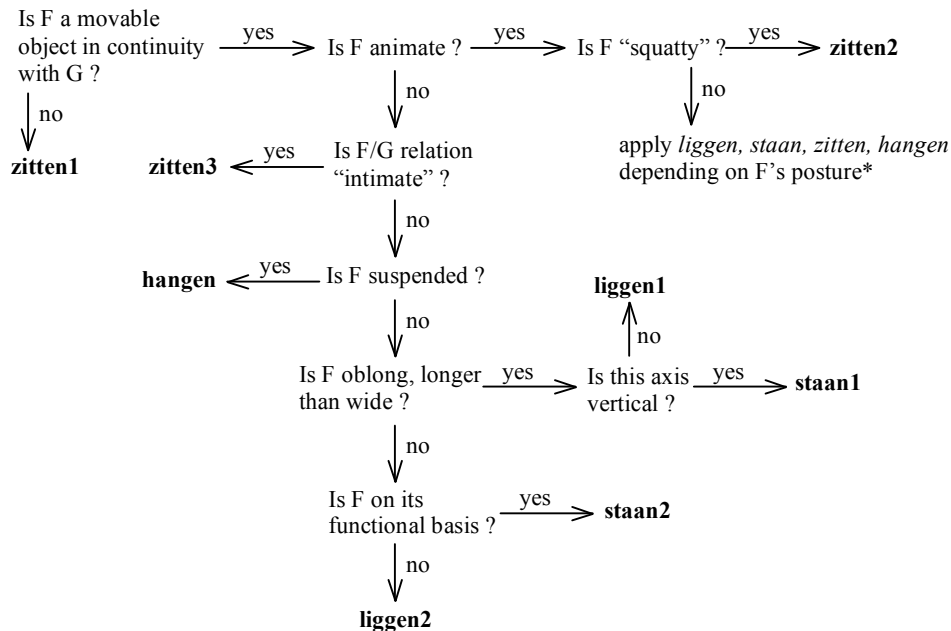 Is F a movable
object in continuity
with G ?
yes
Is F animate ?
yes
Is F “squatty” ?
yes
zitten2
no
no
no
zitten1
zitten3
yes
Is F/G relation
“intimate” ?
apply liggen, staan, zitten, hangen
depending on F's posture*
no
hangen
yes
Is F suspended ?
liggen1
no
no
Is F oblong, longer
than wide ?
yes
Is this axis
vertical ?
yes
staan1
no
Is F on its
functional basis ?
yes
staan2
no
liggen2